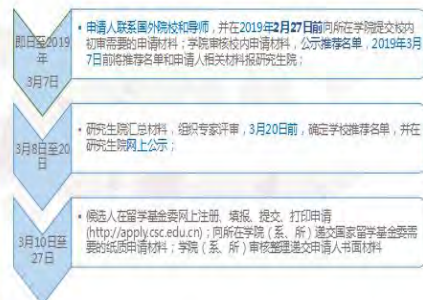 即日至2019
年
3月7日
• 申请人联系国外院校和导师，并在2019年2月27日前向所在学院提交校内
初审需要的申请材料；学院审核校内申请材料，公示推荐名单，2019年3月
7日前将推荐名单和申请人相关材料报研究生院；
3月8日至20
日
• 研究生院汇总材料，组织专家评审，3月20日前，确定学校推荐名单，并在
研究生院网上公示；
3月10日至
27日
• 候选人在留学基金委网上注册、填报、提交、打印申请
(http://apply.csc.edu.cn)；向所在学院（系、所）递交国家留学基金委需
要的纸质申请材料；学院（系、所）审核整理递交申请人书面材料